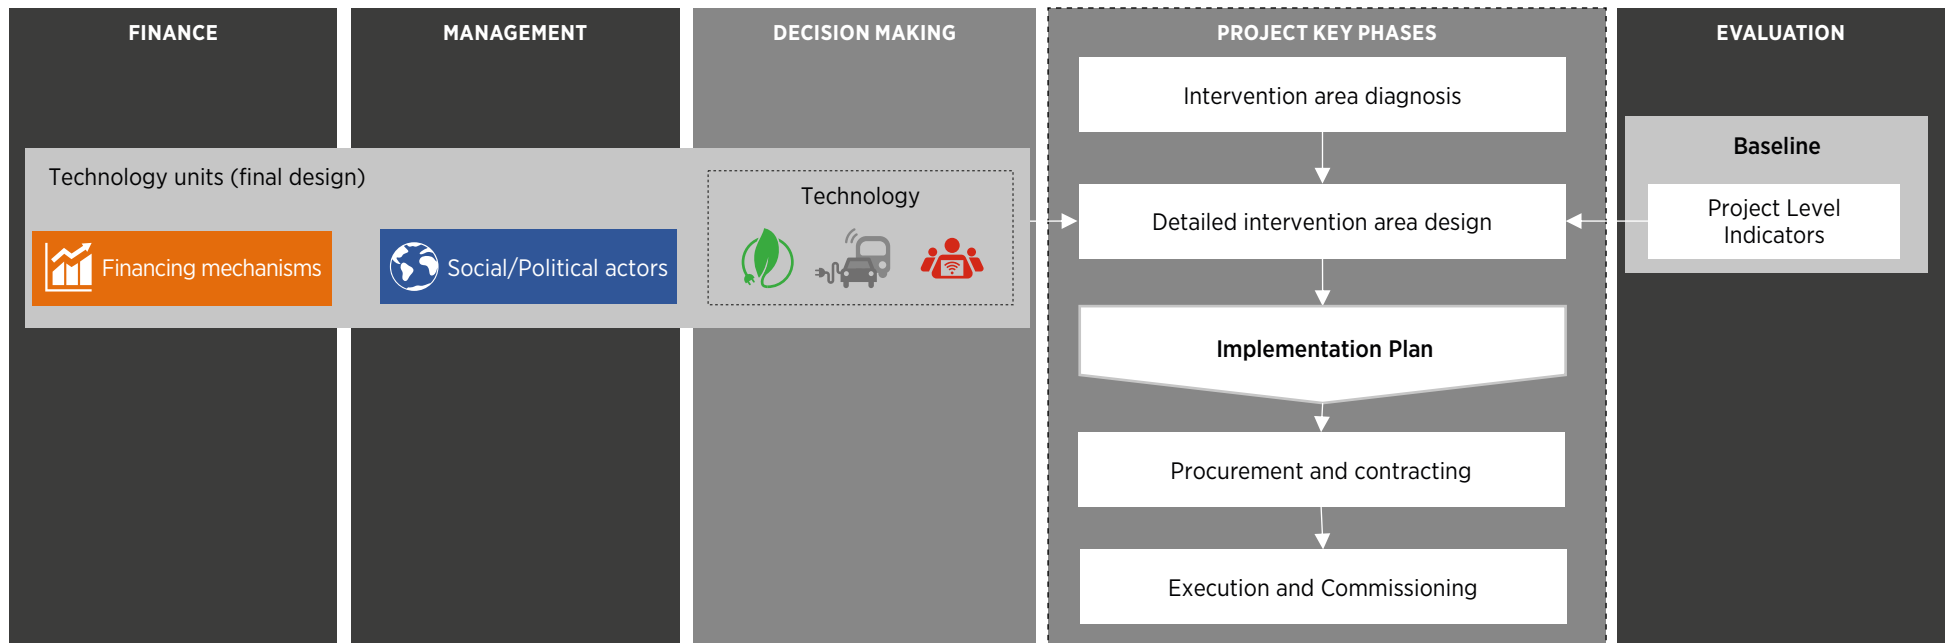 FINANCE
MANAGEMENT
DECISION MAKING
PROJECT KEY PHASES
EVALUATION
Technology units (final design)
Financing mechanisms
Social/Political actors
Technology
Intervention area diagnosis
Detailed intervention area design
Implementation Plan
Procurement and contracting
Execution and Commissioning
Baseline
Project Level
Indicators